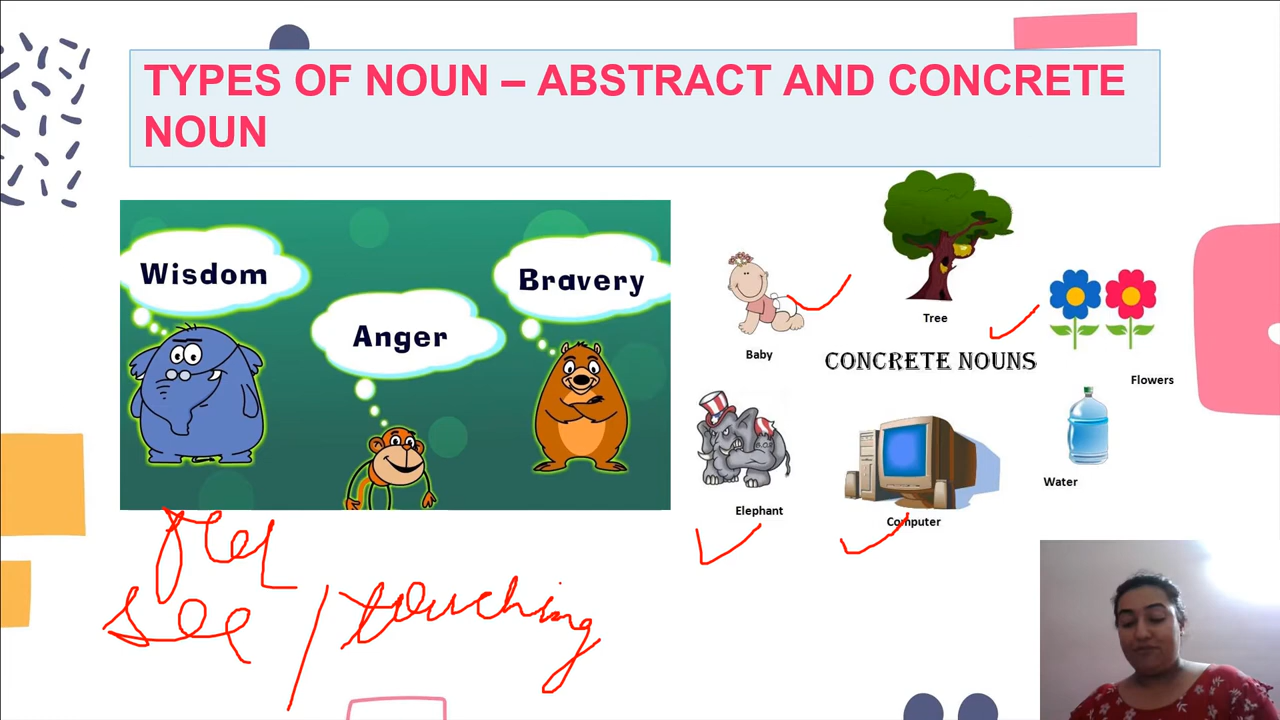 TYPES OF NOUN – ABSTRACT AND CONCRETE
NOUN
Wisdom
Anger
Bravery
Baby
Tree
Flowers
CONCRETE NOUNS
Elephant
Computer
Water
see / touching